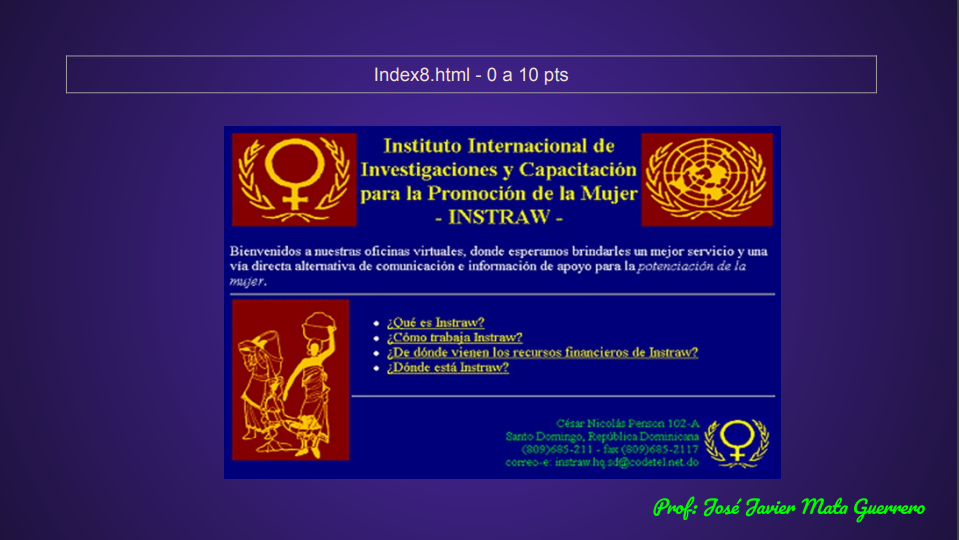 Index8.html - 0 a 10 pts
Instituto Internacional de
Investigaciones y Capacitación
para la Promoción de la Mujer
- INSTRAW -
Bienvenidos a nuestras oficinas virtuales, donde esperamos brindarles un mejor servicio y una
vía directa alternativa de comunicación e información de apoyo para la potenciación de la
mujer.
• ¿Qué es Instraw?
• ¿Cómo trabaja Instraw?
• ¿De dónde vienen los recursos financieros de Instraw?
• ¿Dónde está Instraw?
César Nicolás Penson 102-A
Santo Domingo, República Dominicana
(809)685-211 - fax (809)685-2117
correo-e: instraw.hq.sd@codetel.net.do
Prof: José Javier Mata Guerrero